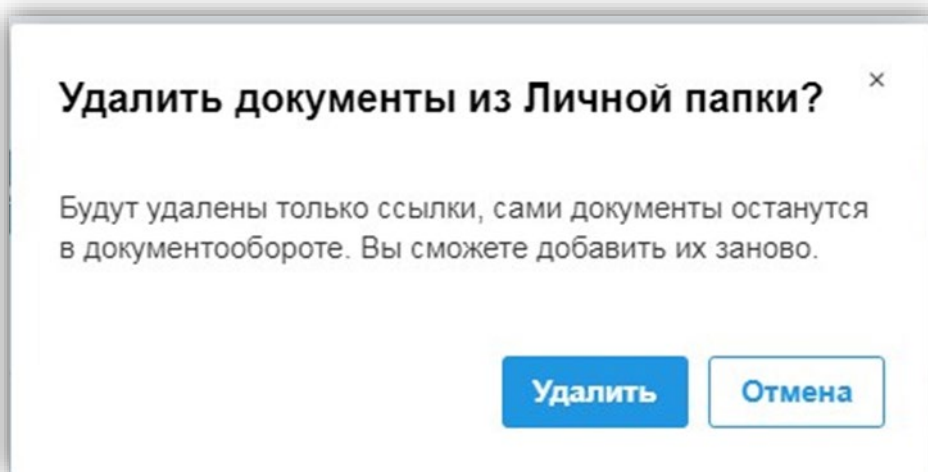 Удалить документы из Личной папки?
×
Будут удалены только ссылки, сами документы останутся
в документообороте. Вы сможете добавить их заново.
Удалить Отмена